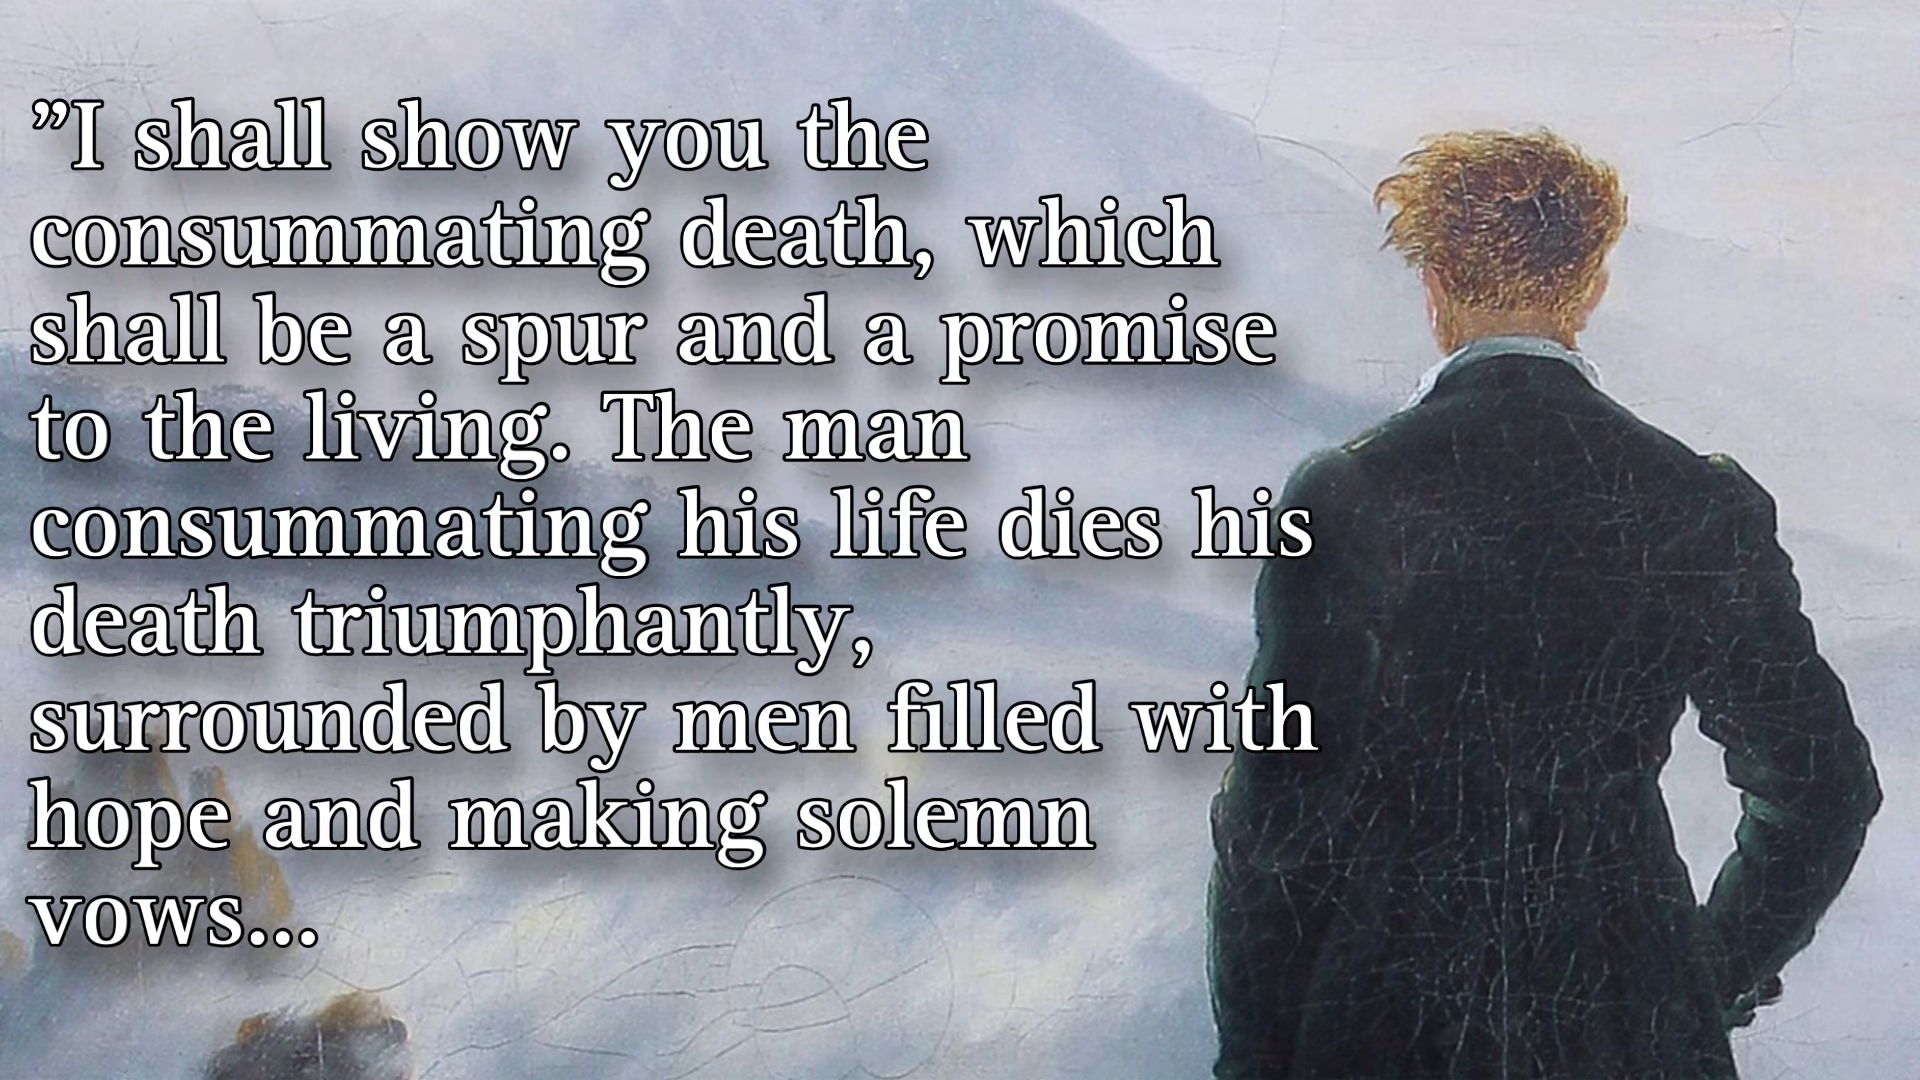 ”I shall show you the
consummating death, which
shall be a spur and a promise
to the living. The man
consummating his life dies his
death triumphantly,
surrounded by men filled with
hope and making solemn
vows...